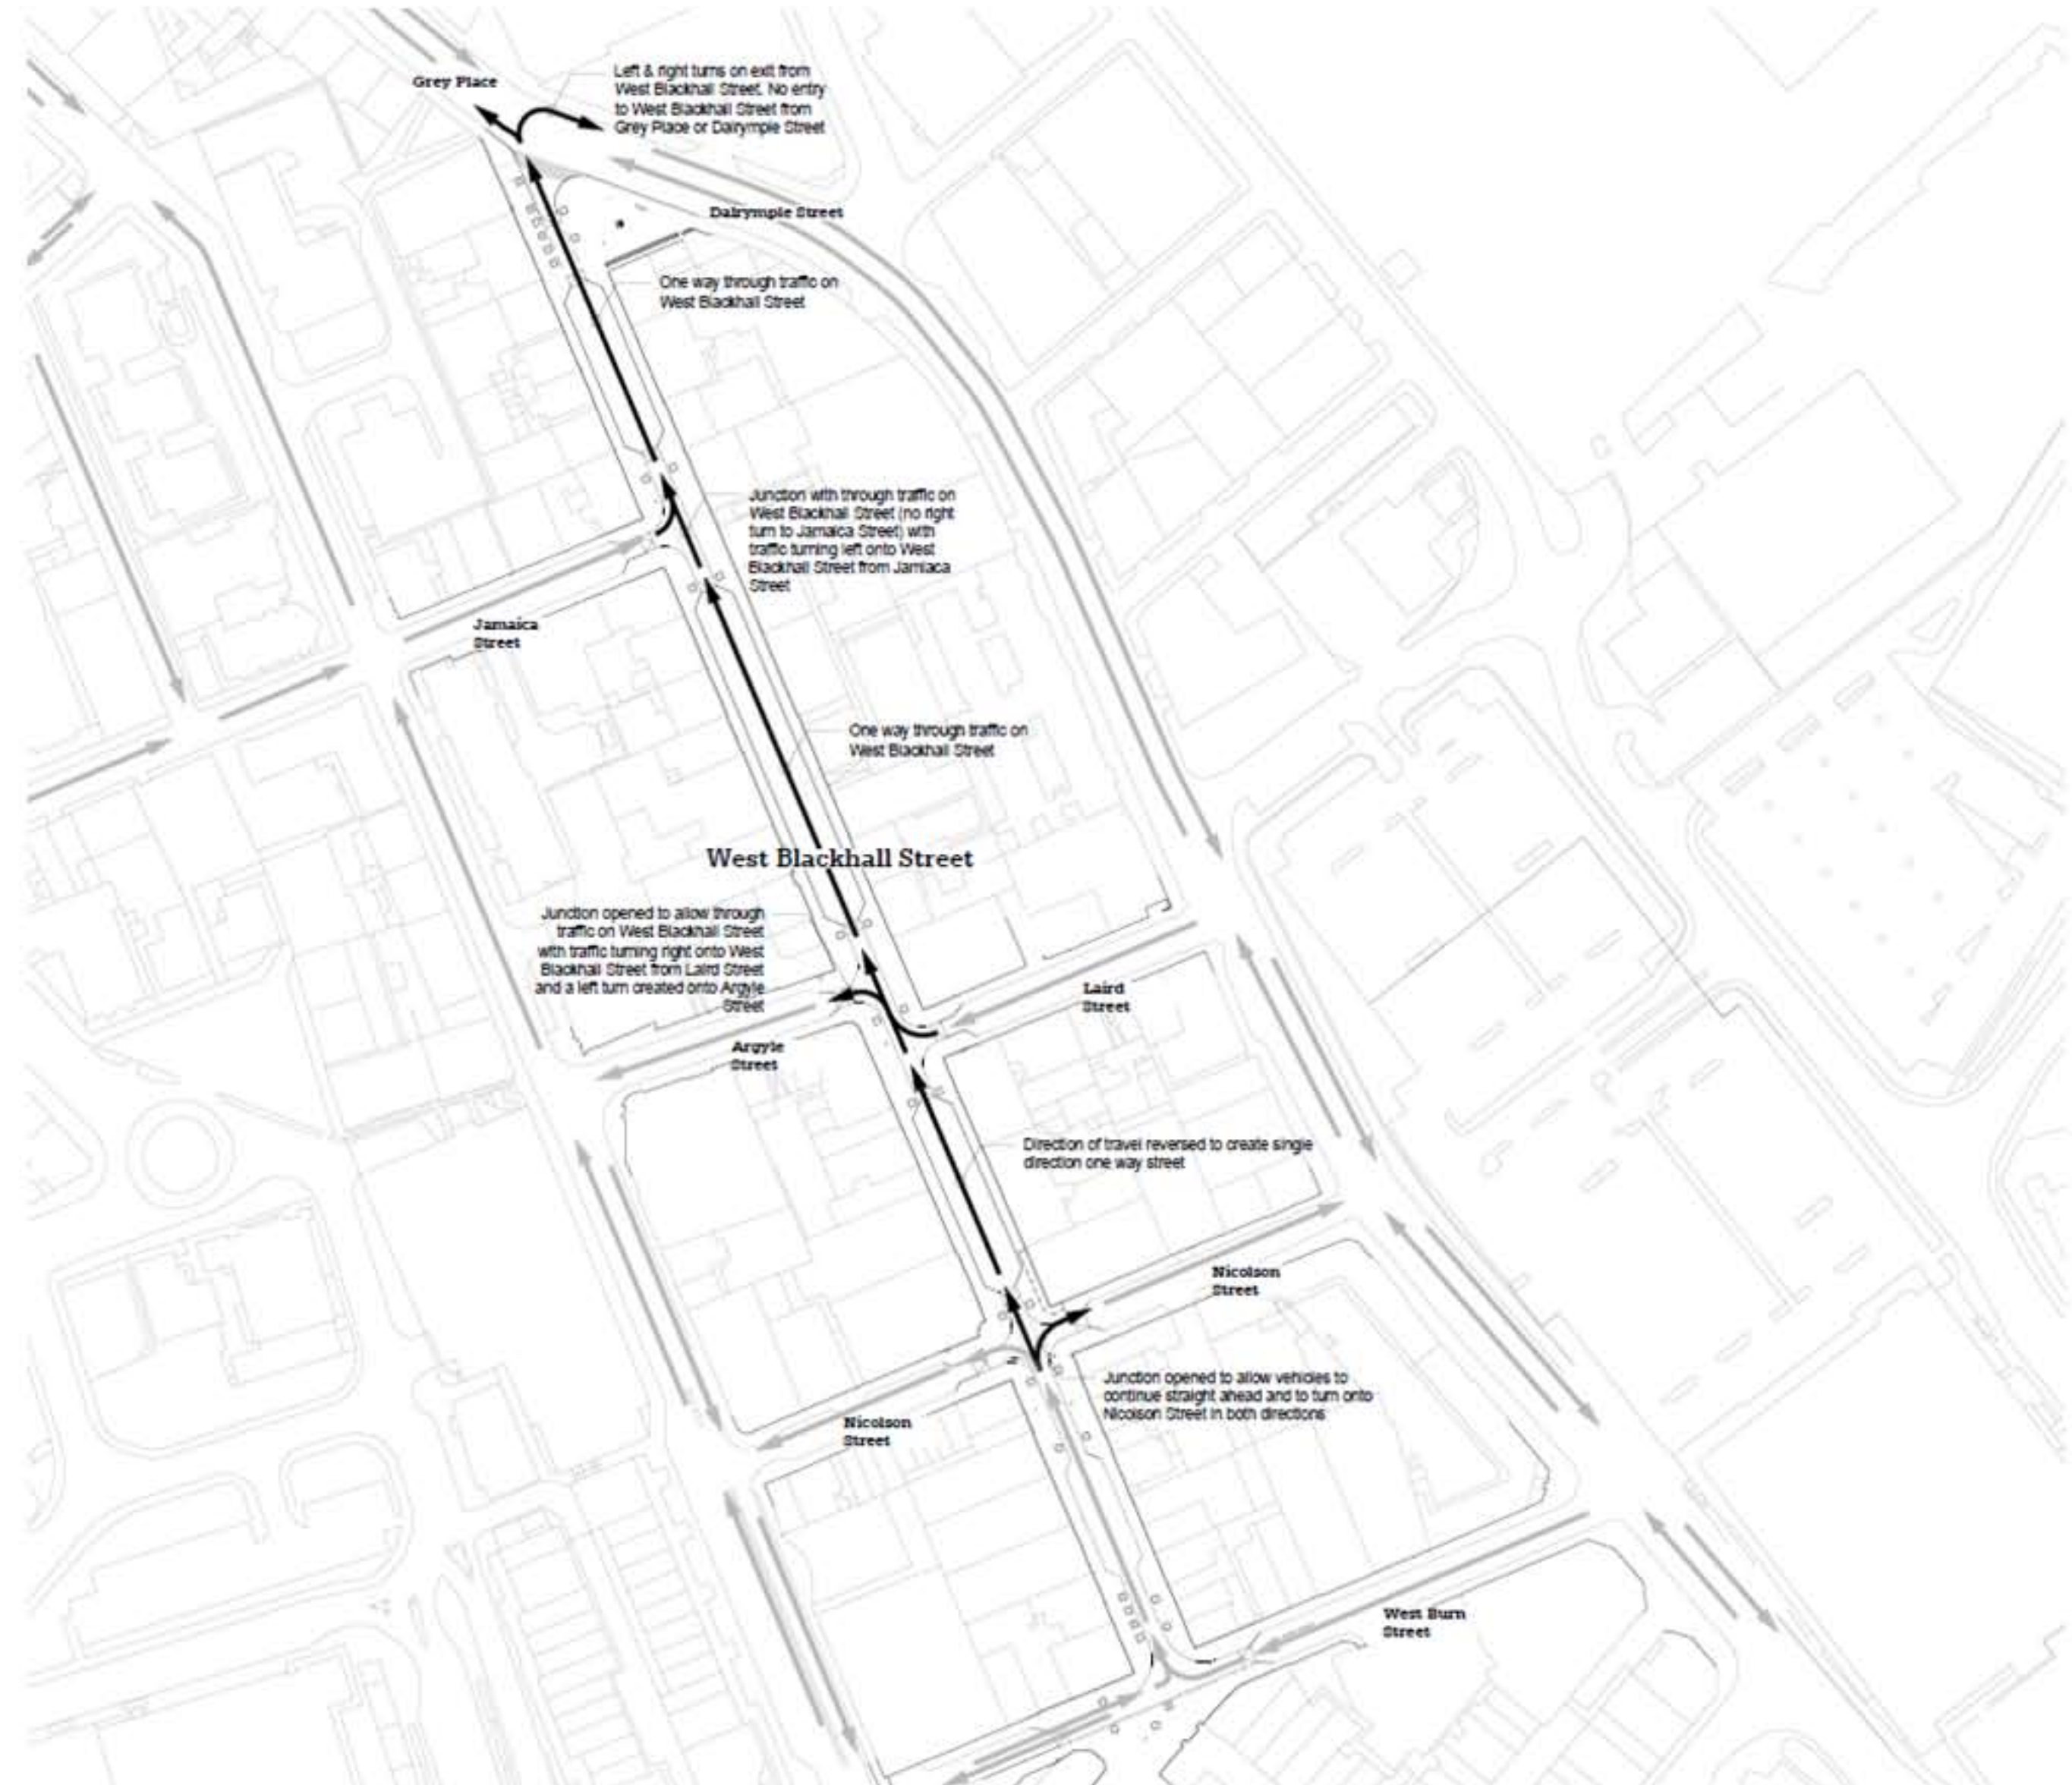 Grey Place
Left & right turns on exit from
West Blackhall Street. No entry
to West Blackhall Street from
Grey Place or Dalrymple Street
Dalrymple Street
One way through traffic on
West Blackhall Street
Junction with through traffic on
West Blackhall Street (no right
turn to Jamaica Street) with
traffic turning left onto West
Blackhall Street from Jamiaca
Street
Jamaica
Street
One way through traffic on
West Blackhall Street
West Blackhall Street
Junction opened to allow through
traffic on West Blackhall Street
with traffic turning right onto West
Blackhall Street from Laird Street
and a left turn created onto Argyle
Street
Laird
Street
Argyle
Street
Direction of travel reversed to create single
direction one way street
Nicolson
Street
Junction opened to allow vehicles to
continue straight ahead and to turn onto
Nicolson Street in both directions
Nicolson
Street
West Burn
Street